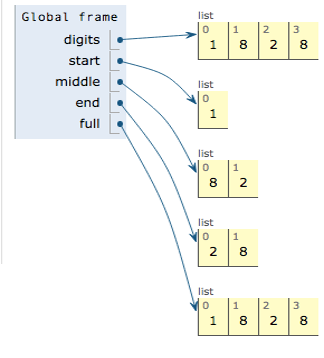 Global frame
digits
start
middle
end
full
list
0 1 2 3
1 8 2 8
list
0
1
list
0 1
8 2
list
0 1
2 8
list
0 1 2 3
1 8 2 8